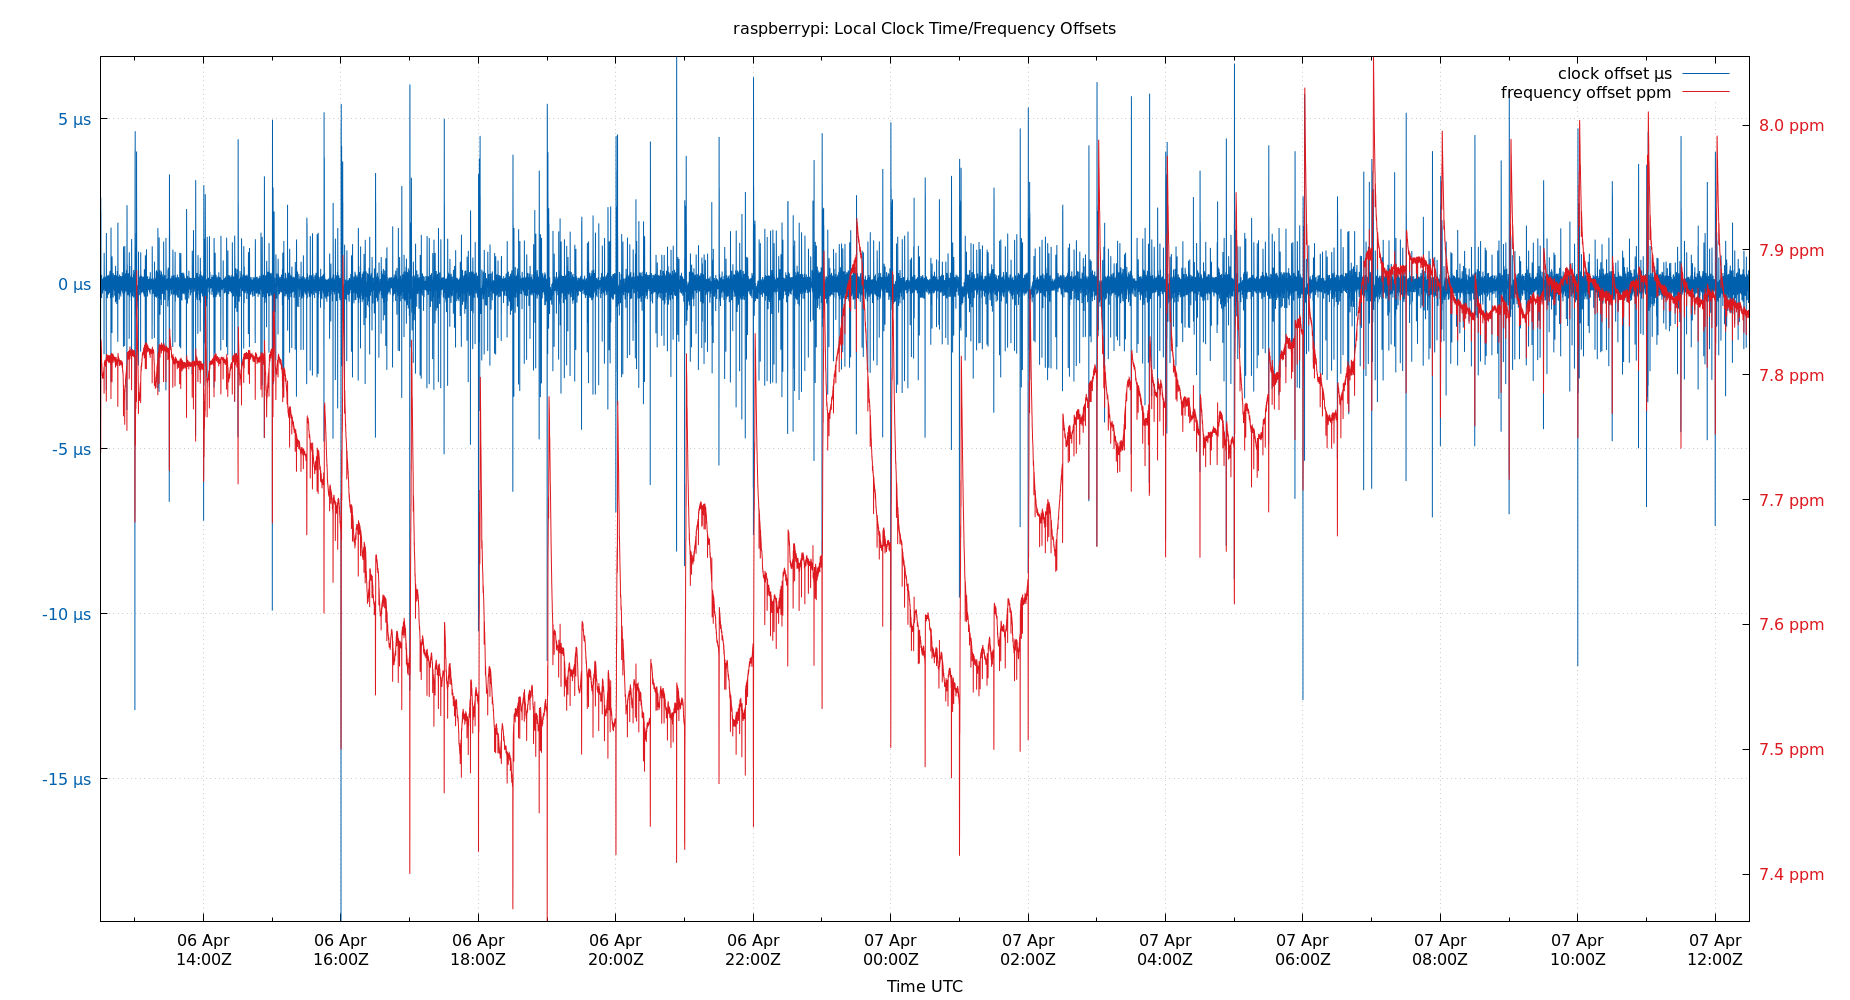 raspberrypi: Local Clock Time/Frequency Offsets
clock offset µs
frequency offset ppm
5 µs
0 µs
-5 µs
-10 µs
-15 µs
8.0 ppm
7.9 ppm
7.8 ppm
7.7 ppm
7.6 ppm
7.5 ppm
7.4 ppm
06 Apr
14:00Z
06 Apr
16:00Z
06 Apr
18:00Z
06 Apr
20:00Z
06 Apr
22:00Z
07 Apr
00:00Z
07 Apr
02:00Z
07 Apr
04:00Z
07 Apr
06:00Z
07 Apr
08:00Z
07 Apr
10:00Z
07 Apr
12:00Z
Time UTC